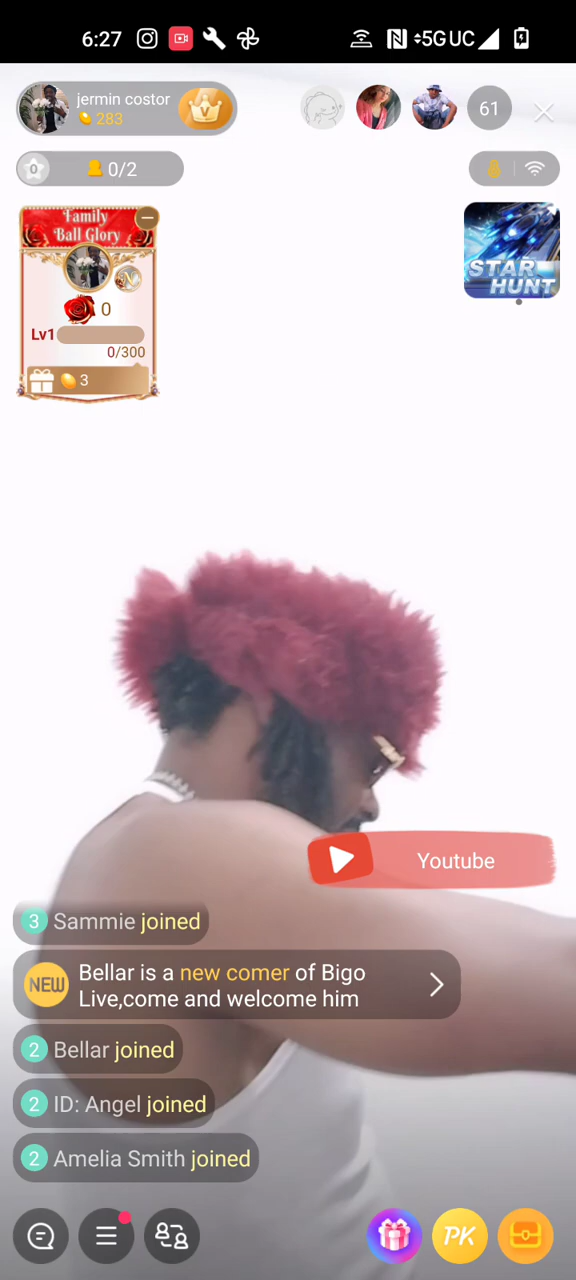 6:27
5G UC
jermin costor
283
V
61
0
0/2
Family
Ball Glory
N
0
Lv1
0/300
3
STAR
HUNT
Youtube
3 Sammie joined
NEW
Bellar is a new comer of Bigo
Live,come and welcome him
2 Bellar joined
2 ID: Angel joined
2 Amelia Smith joined
PK